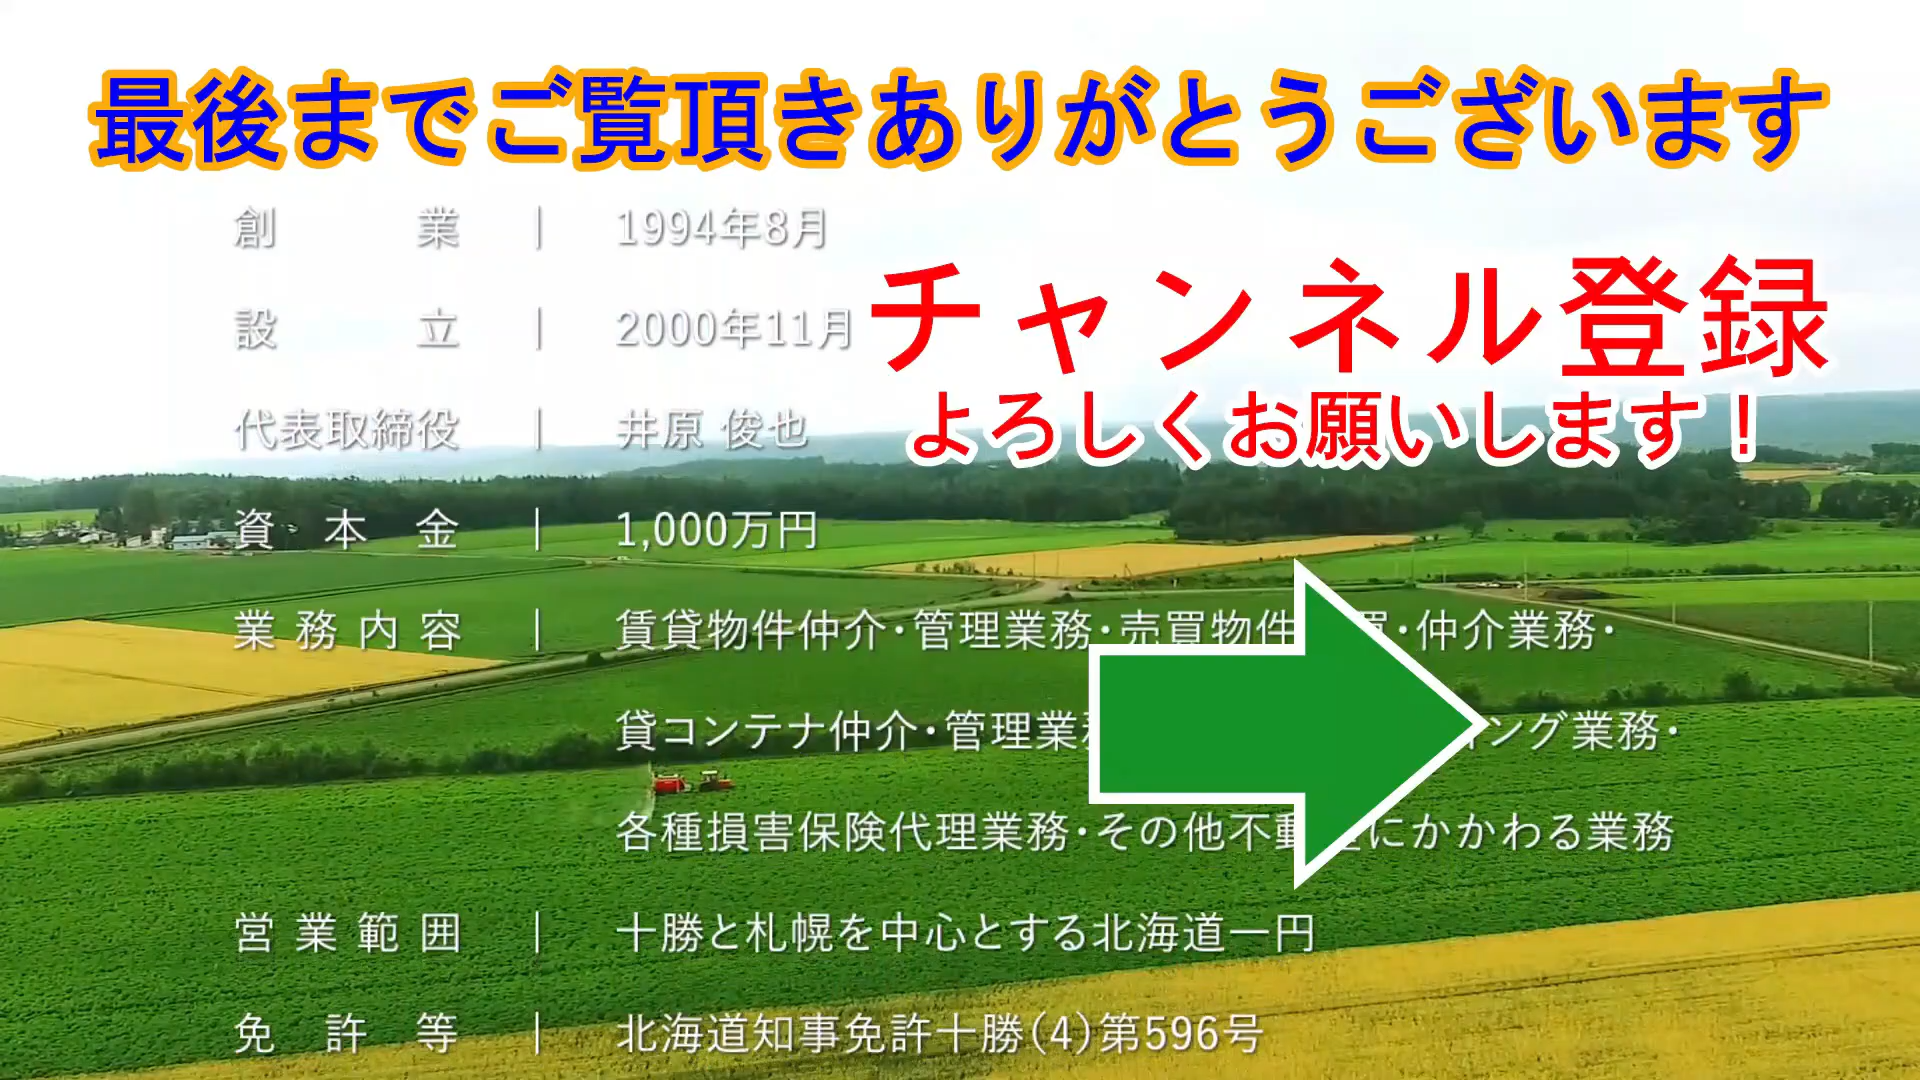 最後までご覧頂きありがとうございます
創業｜1994年8月
チャンネル登録
設立｜2000年11月
よろしくお願いします！
代表取締役｜井原 俊也
資本金｜1,000万円
業務内容｜賃貸物件仲介・管理業務・売買物件 買・仲介業務・
貸コンテナ仲介・管理業 ング業務・
各種損害保険代理業務・その他不 にかかわる業務
営業範囲｜十勝と札幌を中心とする北海道一円
免許等｜北海道知事免許十勝(4)第596号